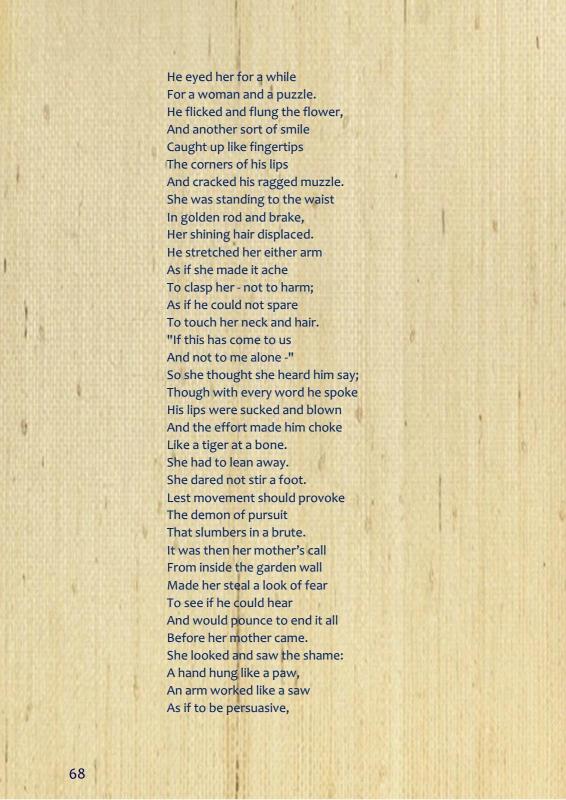 He eyed her for a while
For a woman and a puzzle.
He flicked and flung the flower,
And another sort of smile
Caught up like fingertips
The corners of his lips
And cracked his ragged muzzle.
She was standing to the waist
In golden rod and brake,
Her shining hair displaced.
He stretched her either arm
As if she made it ache
To clasp her - not to harm;
As if he could not spare
To touch her neck and hair.
"If this has come to us
And not to me alone -"
So she thought she heard him say;
Though with every word he spoke
His lips were sucked and blown
And the effort made him choke
Like a tiger at a bone.
She had to lean away.
She dared not stir a foot.
Lest movement should provoke
The demon of pursuit
That slumbers in a brute.
It was then her mother’s call
From inside the garden wall
Made her steal a look of fear
To see if he could hear
And would pounce to end it all
Before her mother came.
She looked and saw the shame:
A hand hung like a paw,
An arm worked like a saw
As if to be persuasive,
68